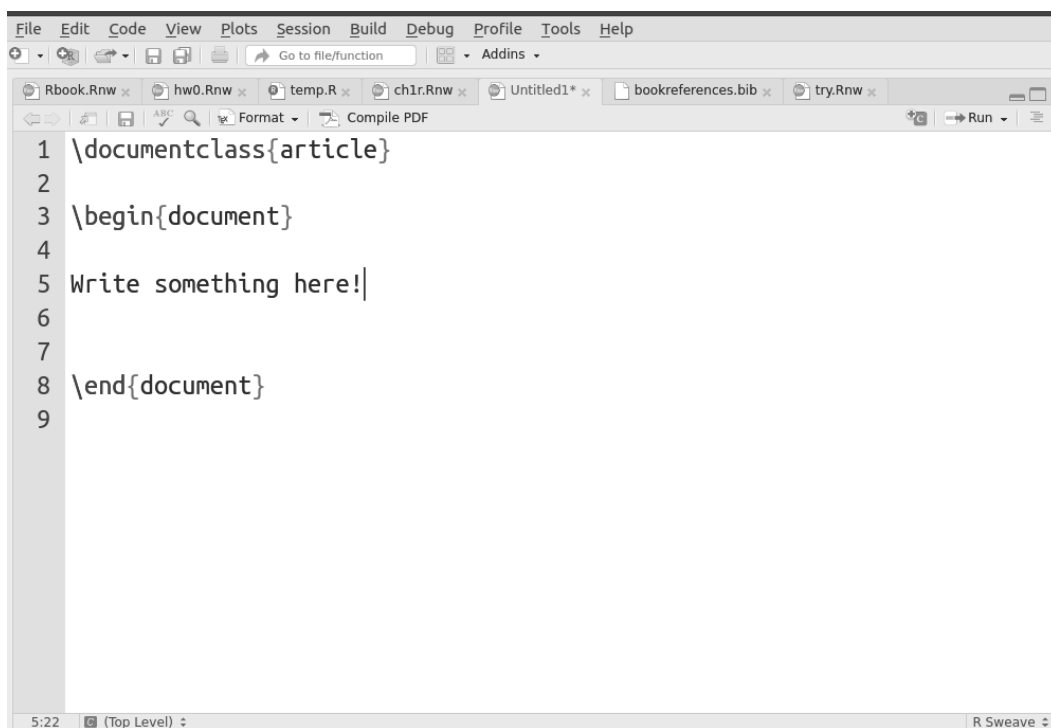 File Edit Code View Plots Session Build Debug Profile Tools Help
Go to file/function Addins
Rbook.Rnw hw0.Rnw temp.R ch1r.Rnw Untitled1* bookreferences.bib try.Rnw
ABC Format Compile PDF Run
1 \documentclass{article}
2
3 \begin{document}
4
5 Write something here!
6
7
8 \end{document}
9
5:22 C (Top Level) R Sweave